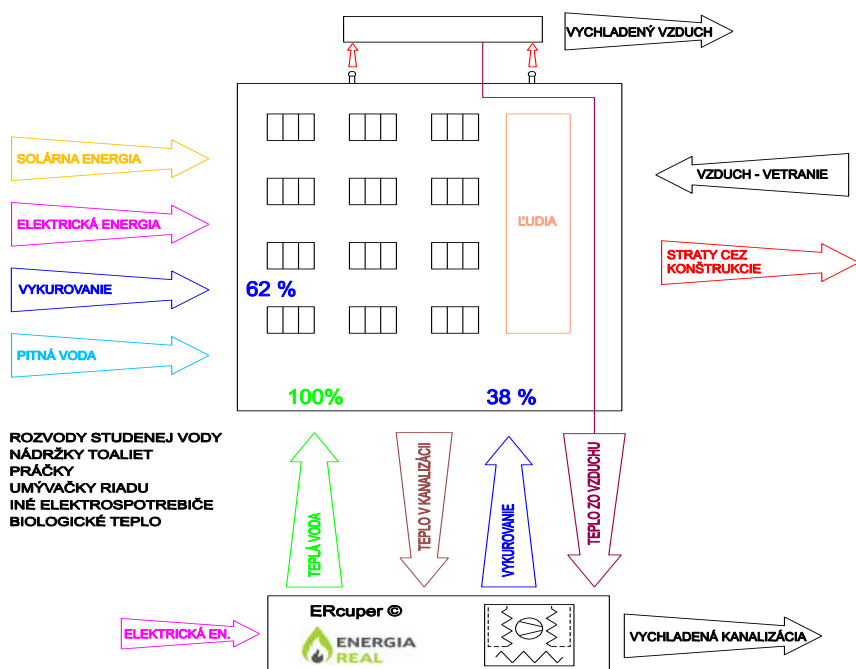 VYCHLADENÝ VZDUCH
SOLÁRNA ENERGIA
VZDUCH - VETRANIE
ELEKTRICKÁ ENERGIA
ĽUDIA
STRATY CEZ
KONŠTRUKCIE
VYKUROVANIE
62 %
PITNÁ VODA
100%
38 %
ROZVODY STUDENEJ VODY
NÁDRŽKY TOALIET
PRÁČKY
UMÝVAČKY RIADU
INÉ ELEKTROSPOTREBIČE
BIOLOGICKÉ TEPLO
TEPLÁ VODA
TEPLO V KANALIZÁCII
VYKUROVANIE
TEPLO ZO VZDUCHU
ELEKTRICKÁ EN.
ERcuper ©
ENERGIA
REAL
VYCHLADENÁ KANALIZÁCIA